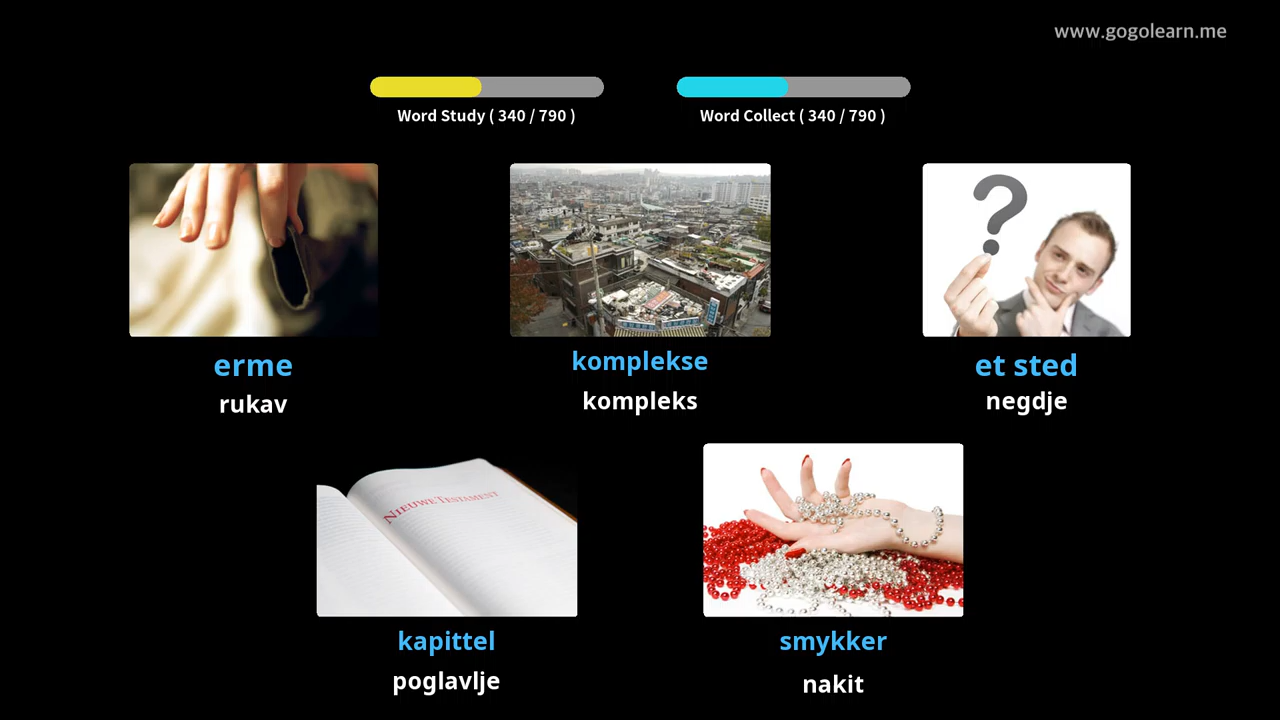 www.gogolearn.me
Word Study ( 340 / 790 )
Word Collect ( 340 / 790 )
erme
rukav
komplekse
kompleks
et sted
negdje
NIEUWE TESTAMENT
kapittel
poglavlje
smykker
nakit